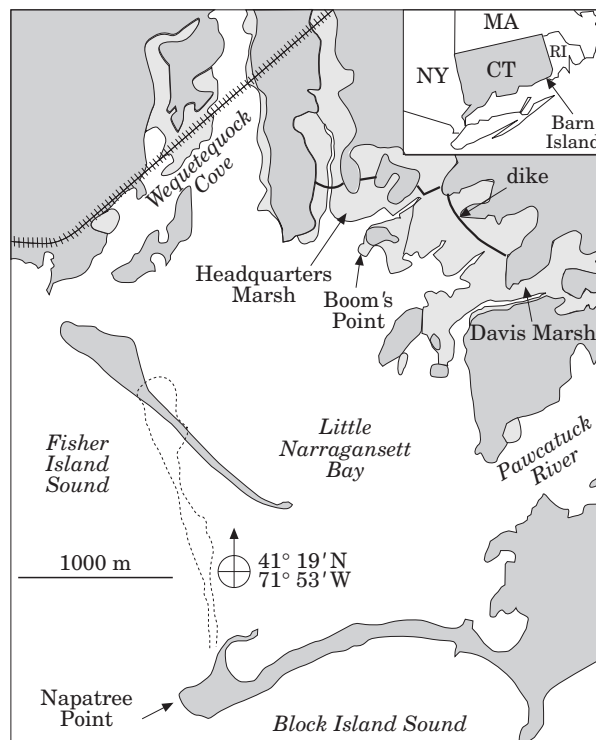 MA
RI
NY
CT
Barn
Island
Wequetequock
Cove
dike
Headquarters
Marsh
Boom's
Point
Davis Marsh
Little
Narragansett
Bay
Fisher
Island
Sound
Pawcatuck
River
1000 m
41° 19′ N
71° 53′ W
Napatree
Point
Block Island Sound